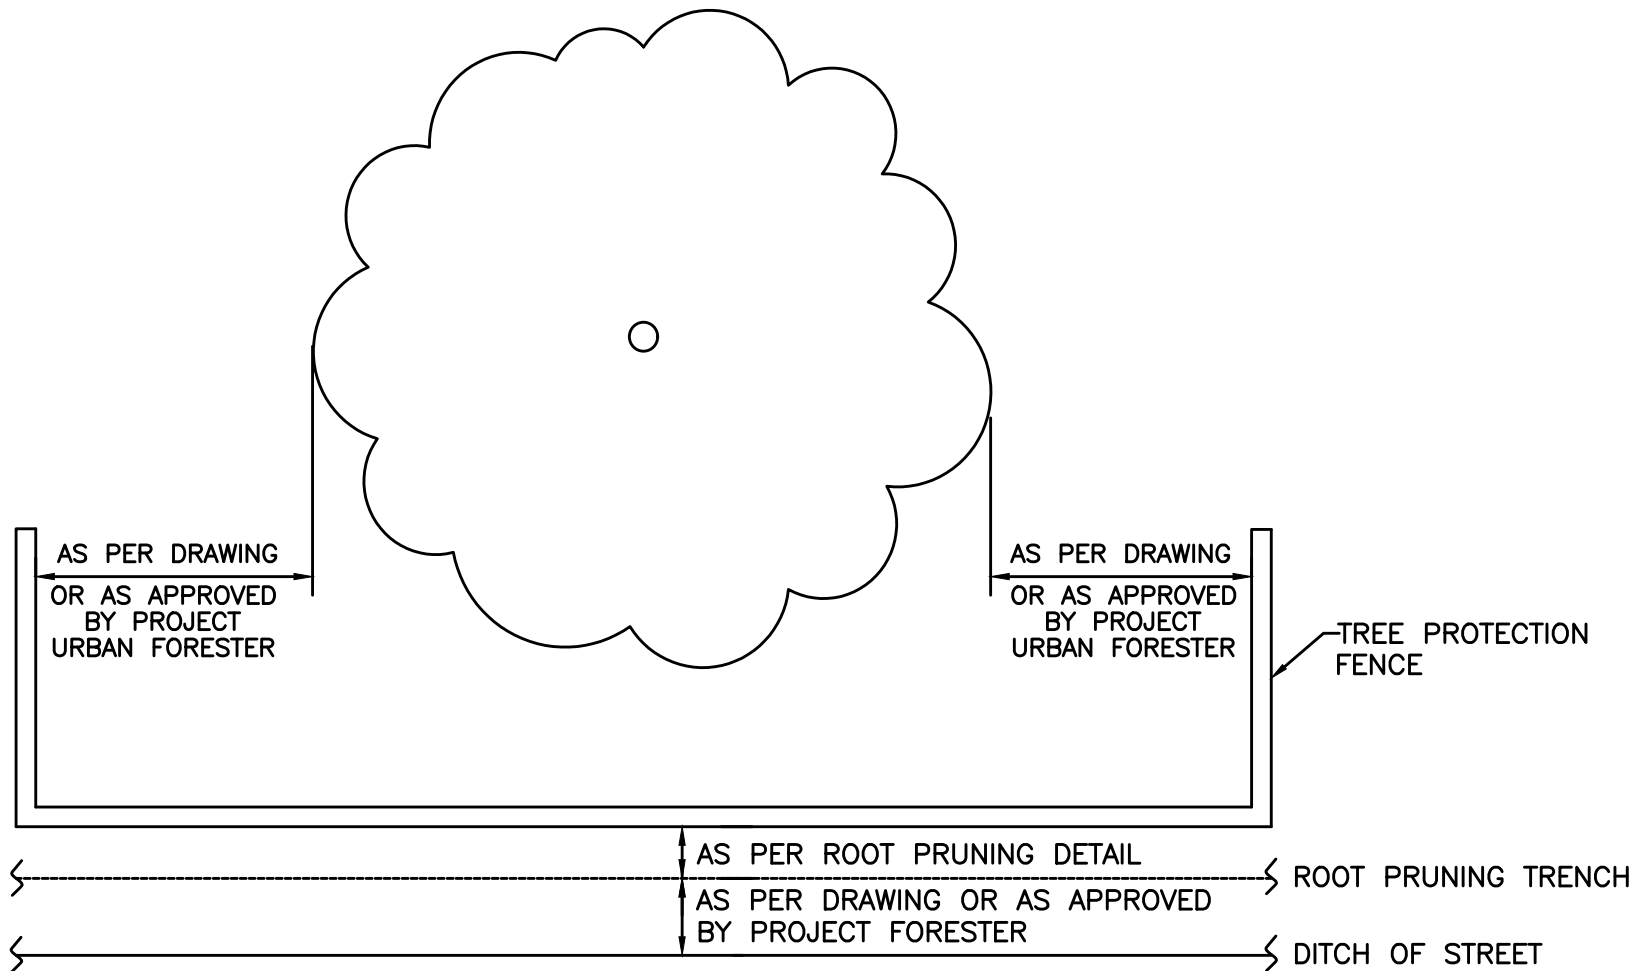 AS PER DRAWING
OR AS APPROVED
BY PROJECT
URBAN FORESTER
AS PER DRAWING
OR AS APPROVED
BY PROJECT
URBAN FORESTER
TREE PROTECTION
FENCE
AS PER ROOT PRUNING DETAIL
ROOT PRUNING TRENCH
AS PER DRAWING OR AS APPROVED
BY PROJECT FORESTER
DITCH OF STREET